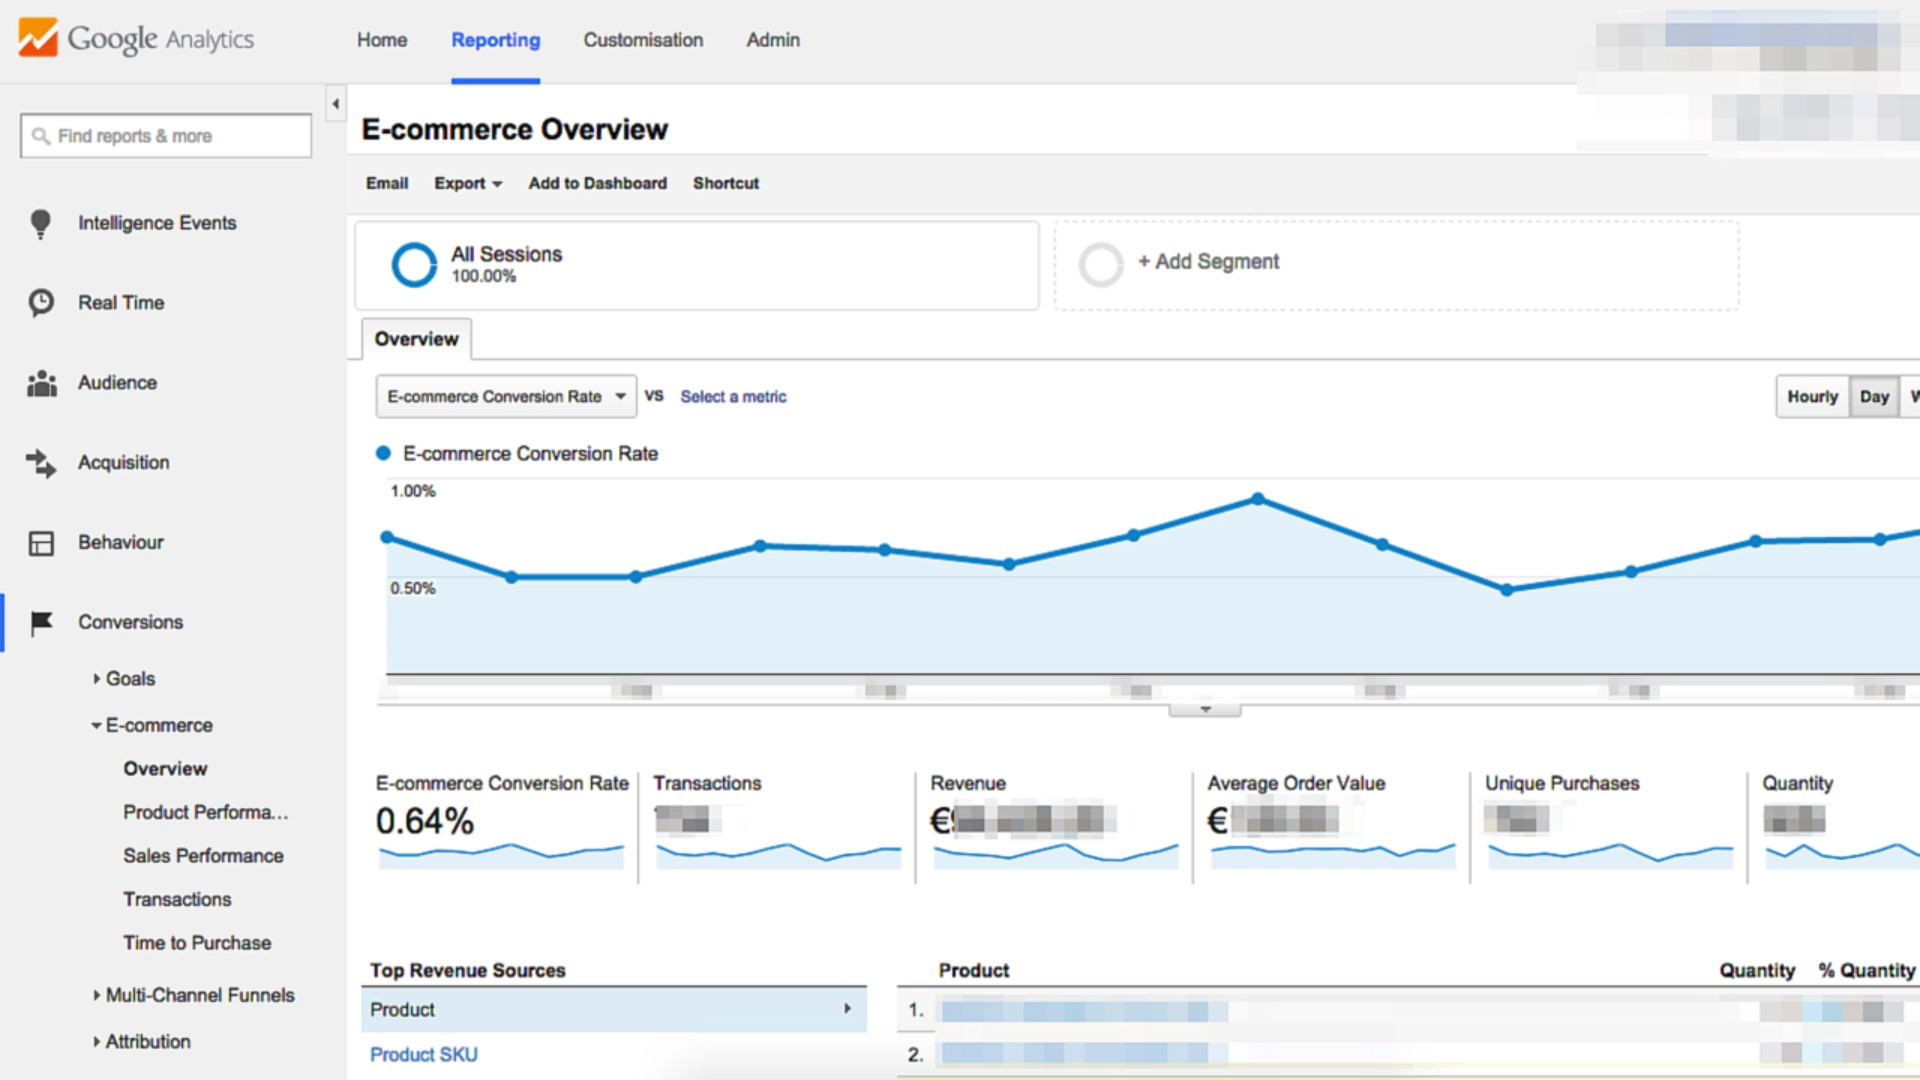 Google Analytics
Home Reporting Customisation Admin
Find reports & more
Intelligence Events
Real Time
Audience
Acquisition
Behaviour
Conversions
Goals
E-commerce
Overview
Product Performa...
Sales Performance
Transactions
Time to Purchase
Multi-Channel Funnels
Attribution
E-commerce Overview
Email Export Add to Dashboard Shortcut
All Sessions
100.00%
+ Add Segment
Overview
E-commerce Conversion Rate VS Select a metric
Hourly Day
E-commerce Conversion Rate
1.00%
0.50%
E-commerce Conversion Rate
0.64%
Transactions
Revenue
€
Average Order Value
€
Unique Purchases
Quantity
Top Revenue Sources
Product
Product SKU
Product Quantity % Quantity
1.
2.